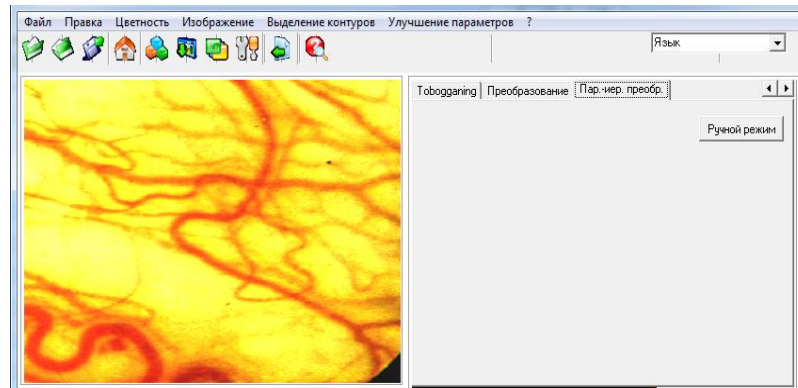 Файл Правка Цветность Изображение Выделение контуров Улучшение параметров ?
Язык
Tobogganing Преобразование Пар.-иер. преобр.
Ручной режим